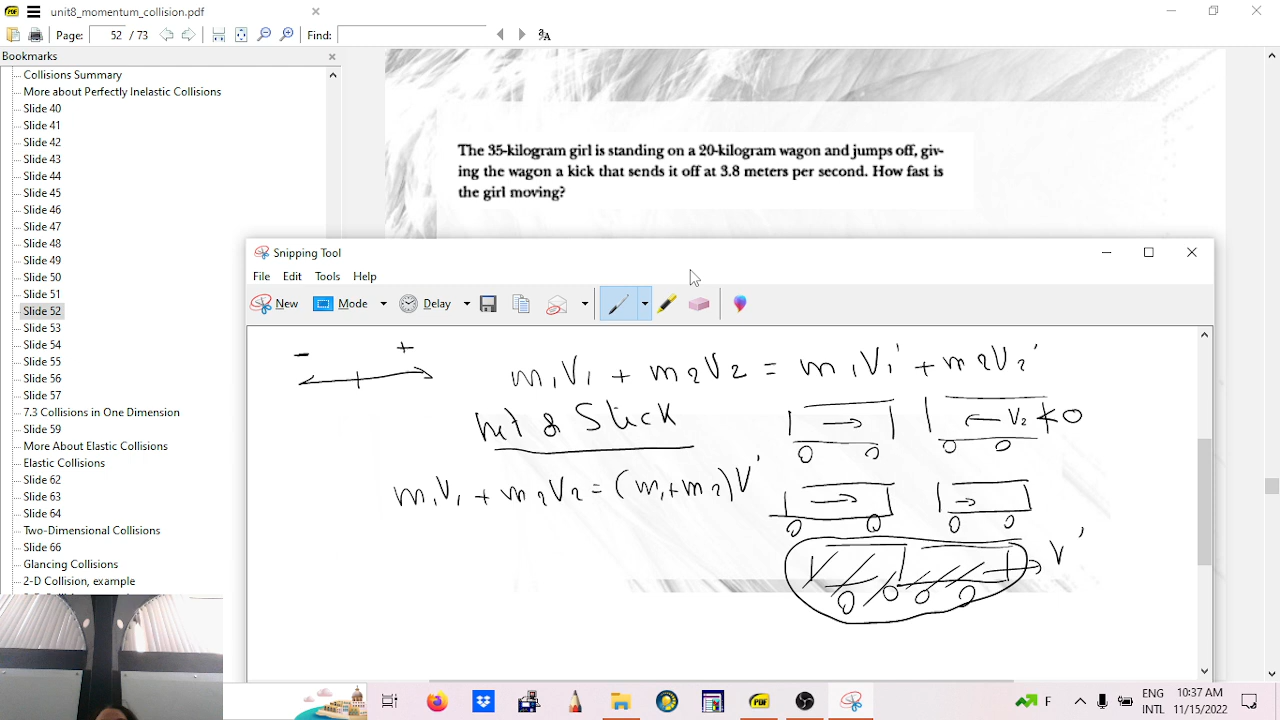 unit8_momentum_collision.pdf
Page: 52 / 73 Find:
Bookmarks
Collisions Summary
More about Perfectly Inelastic Collisions
Slide 40
Slide 41
Slide 42
Slide 43
Slide 44
Slide 45
Slide 46
Slide 47
Slide 48
Slide 49
Slide 50
Slide 51
Slide 52
Slide 53
Slide 54
Slide 55
Slide 56
Slide 57
7.3 Collisions in One Dimension
Slide 59
More About Elastic Collisions
Elastic Collisions
Slide 62
Slide 63
Slide 64
Two-Dimensional Collisions
Slide 66
Glancing Collisions
2-D Collision, example
The 35-kilogram girl is standing on a 20-kilogram wagon and jumps off, giv-
ing the wagon a kick that sends it off at 3.8 meters per second. How fast is
the girl moving?
Snipping Tool
File Edit Tools Help
New Mode Delay
- +
m1V1 + m2V2 = m1V1' + m2V2'
hit & Stick
V2 < 0
m1V1 + m2V2 = (m1+m2)V'
V'
F ENG 10:37 AM
INTL 11/15/2022